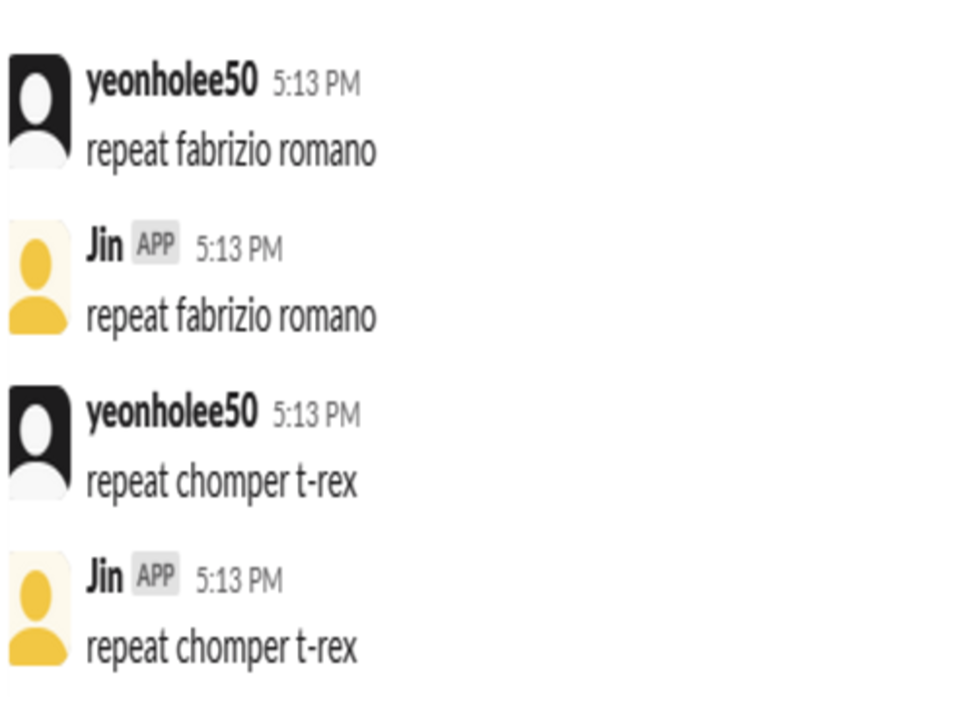 yeonholee50 5:13 PM
repeat fabrizio romano
Jin APP 5:13 PM
repeat fabrizio romano
yeonholee50 5:13 PM
repeat chomper t-rex
Jin APP 5:13 PM
repeat chomper t-rex